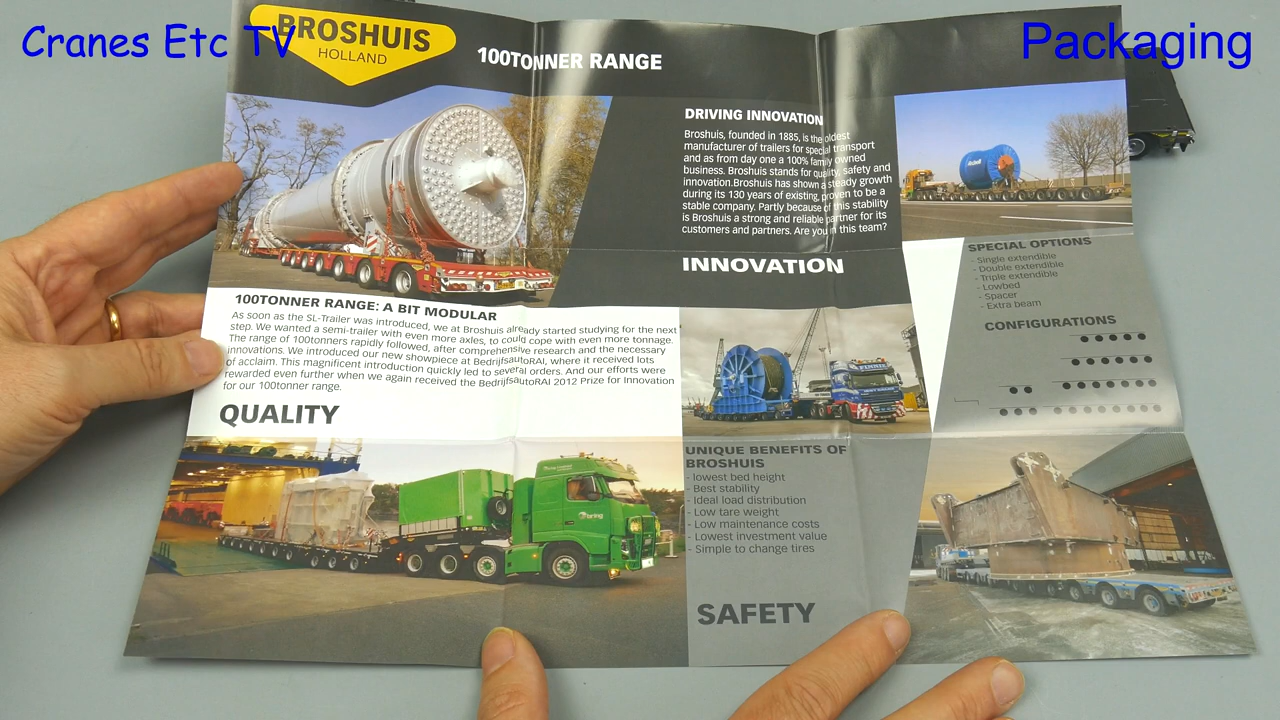 Cranes Etc TV
Packaging
BROSHUIS
HOLLAND
100TONNER RANGE
DRIVING INNOVATION
Broshuis, founded in 1885, is the oldest
manufacturer of trailers for special transport
and as from day one a 100% family owned
business. Broshuis stands for quality, safety and
innovation.Broshuis has shown a steady growth
during its 130 years of existing, proven to be a
stable company. Partly because of this stability
is Broshuis a strong and reliable partner for its
customers and partners. Are you in this team?
INNOVATION
100TONNER RANGE: A BIT MODULAR
As soon as the SL-Trailer was introduced, we at Broshuis already started studying for the next
step. We wanted a semi-trailer with even more axles, to could cope with even more tonnage.
The range of 100tonners rapidly followed, after comprehensive research and the necessary
innovations. We introduced our new showpiece at BedrijfsautoRAI, where it received lots
of acclaim. This magnificent introduction quickly led to several orders. And our efforts were
rewarded even further when we again received the BedrijfsautoRAI 2012 Prize for Innovation
for our 100tonner range.
QUALITY
SPECIAL OPTIONS
- Single extendible
- Double extendible
- Triple extendible
- Lowbed
- Spacer
- Extra beam
CONFIGURATIONS
UNIQUE BENEFITS OF
BROSHUIS
- lowest bed height
- Best stability
- Ideal load distribution
- Low tare weight
- Low maintenance costs
- Lowest investment value
- Simple to change tires
SAFETY
bring